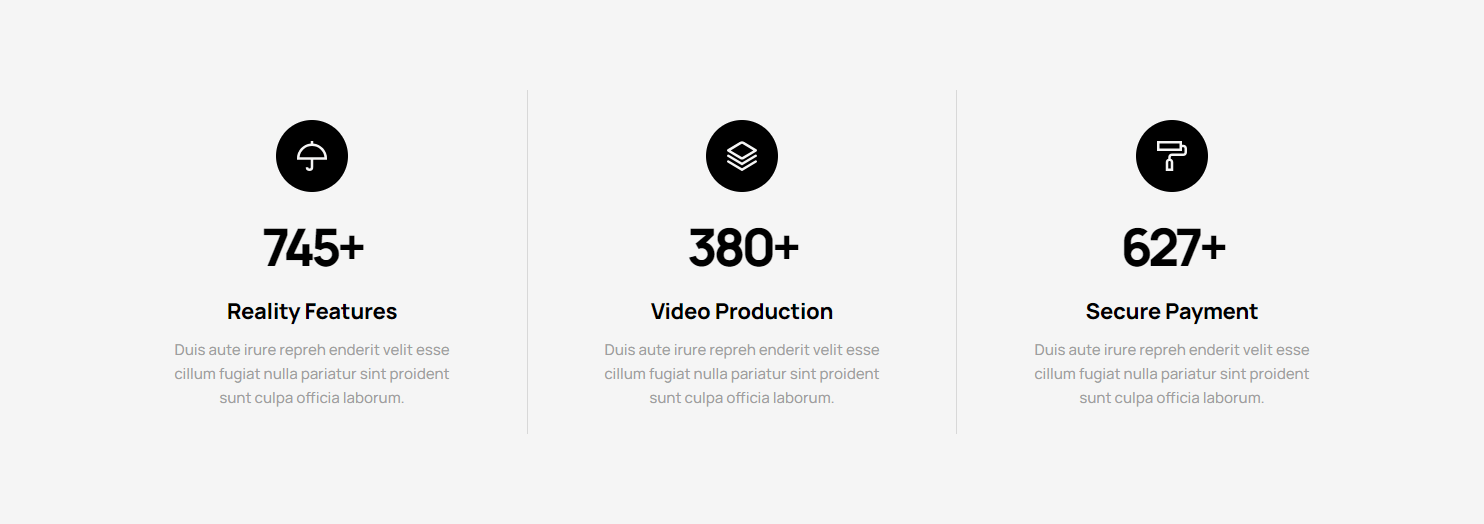 745+
Reality Features
Duis aute irure repreh enderit velit esse
cillum fugiat nulla pariatur sint proident
sunt culpa officia laborum.
380+
Video Production
Duis aute irure repreh enderit velit esse
cillum fugiat nulla pariatur sint proident
sunt culpa officia laborum.
627+
Secure Payment
Duis aute irure repreh enderit velit esse
cillum fugiat nulla pariatur sint proident
sunt culpa officia laborum.